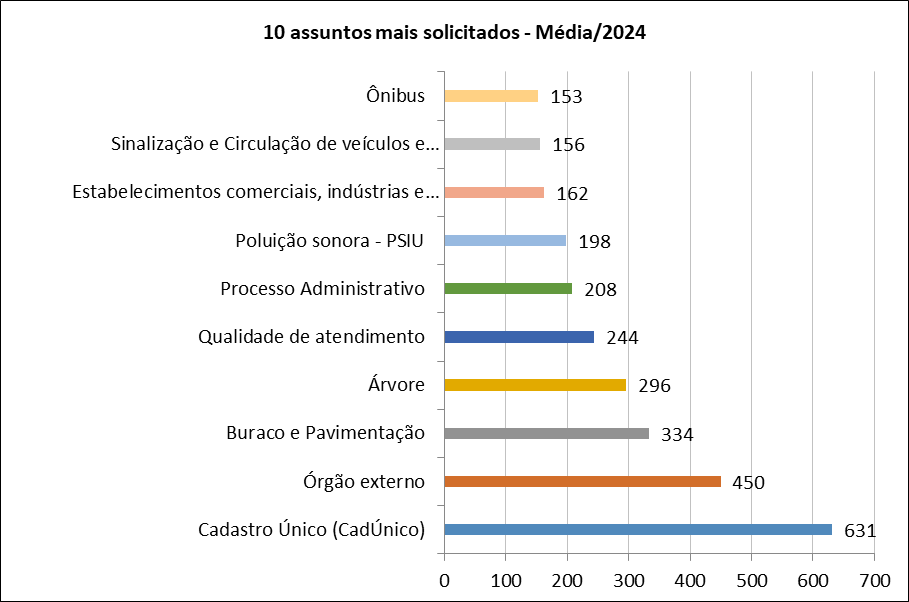 10 assuntos mais solicitados - Média/2024
Ônibus 153
Sinalização e Circulação de veículos e... 156
Estabelecimentos comerciais, indústrias e... 162
Poluição sonora - PSIU 198
Processo Administrativo 208
Qualidade de atendimento 244
Árvore 296
Buraco e Pavimentação 334
Órgão externo 450
Cadastro Único (CadÚnico) 631
0 100 200 300 400 500 600 700